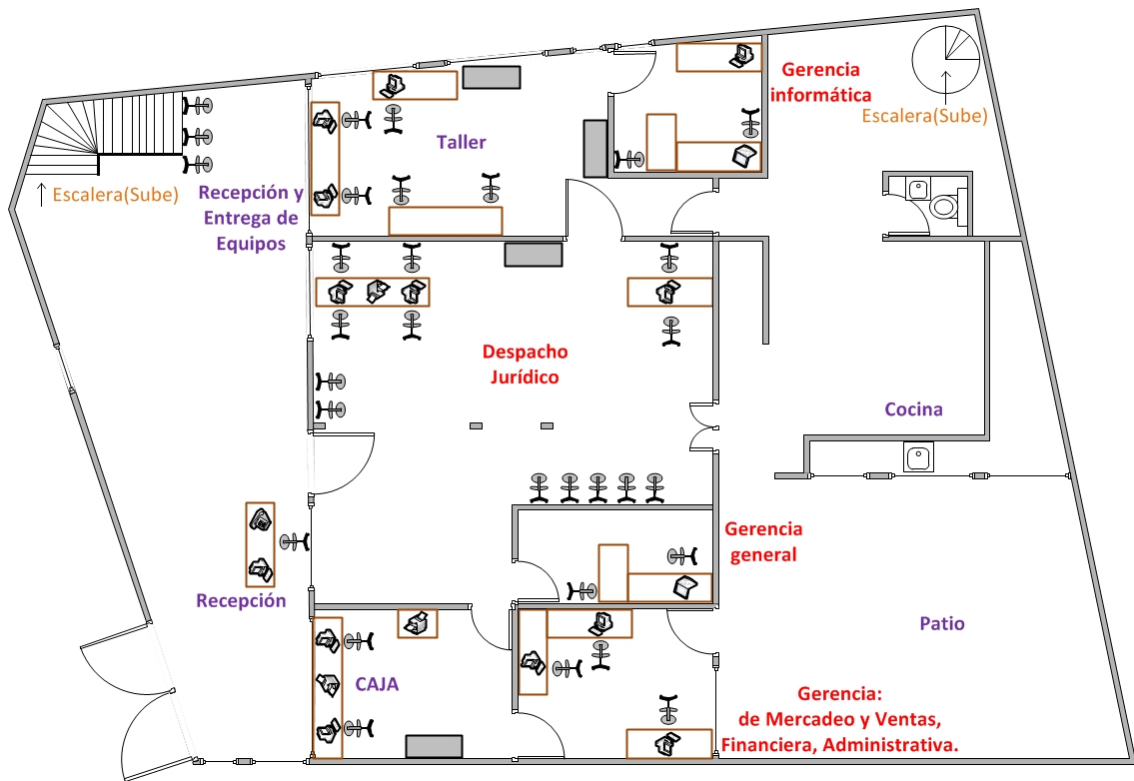 Gerencia
informática
Escalera(Sube)
Taller
Escalera(Sube)
Recepción y
Entrega de
Equipos
Despacho
Jurídico
Cocina
Gerencia
general
Recepción
Patio
CAJA
Gerencia:
de Mercadeo y Ventas,
Financiera, Administrativa.